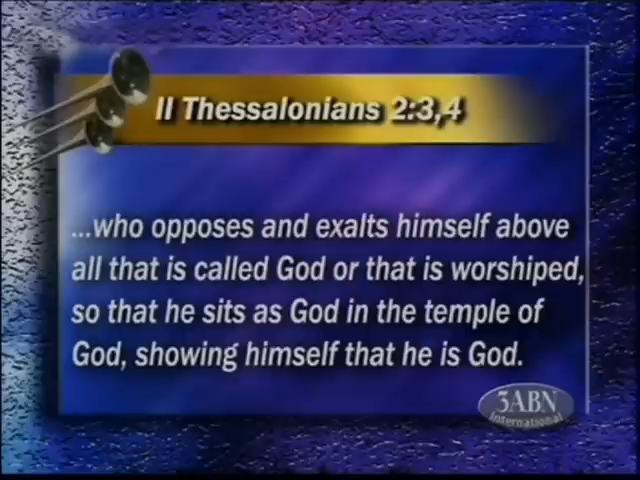 II Thessalonians 2:3,4
...who opposes and exalts himself above
all that is called God or that is worshiped,
so that he sits as God in the temple of
God, showing himself that he is God.
3ABN
International